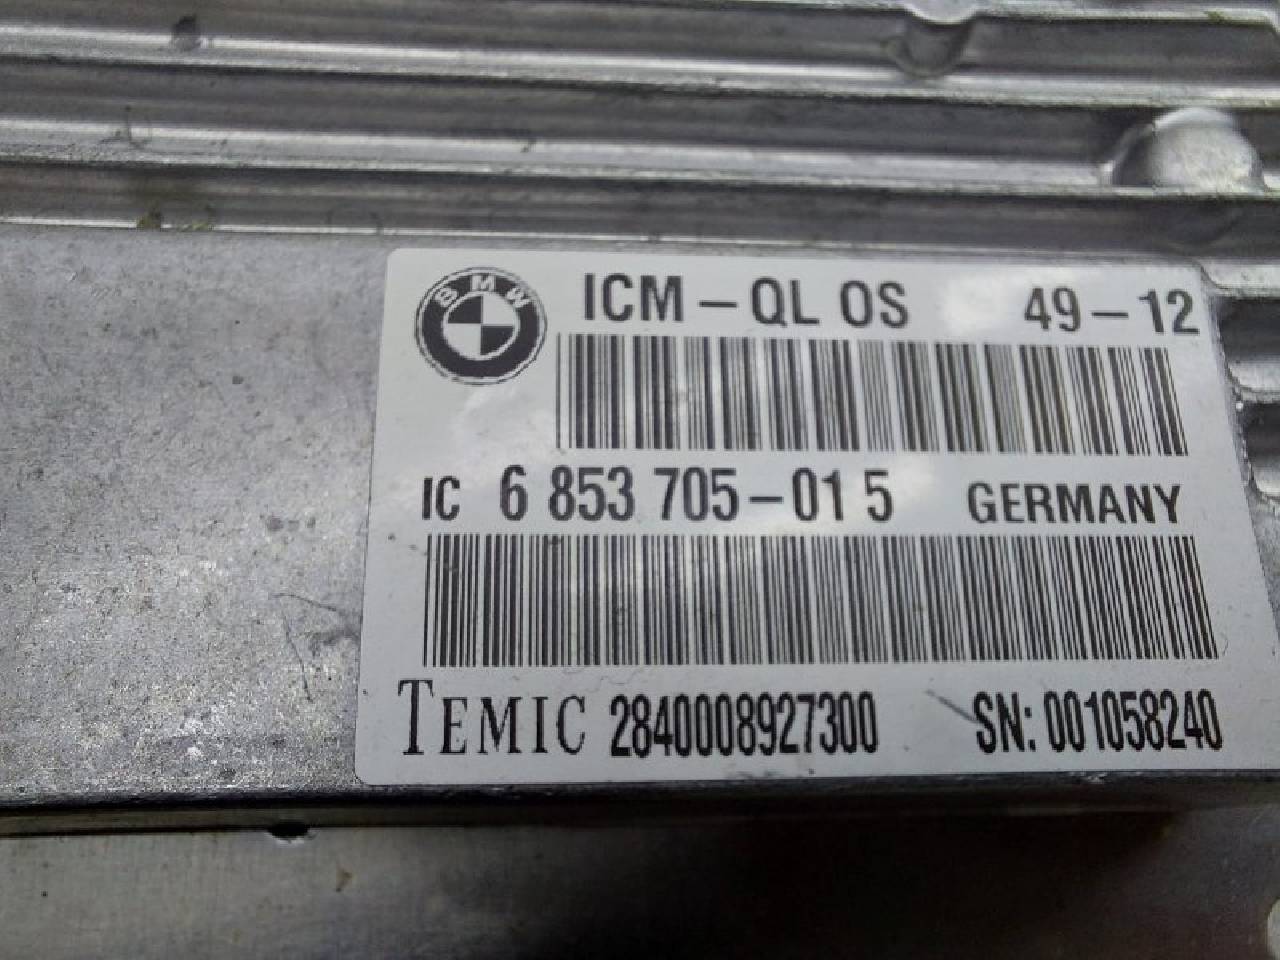 BMW
ICM-QL OS 49-12
IC 6 853 705-01 5 GERMANY
TEMIC 2840008927300 SN: 001058240